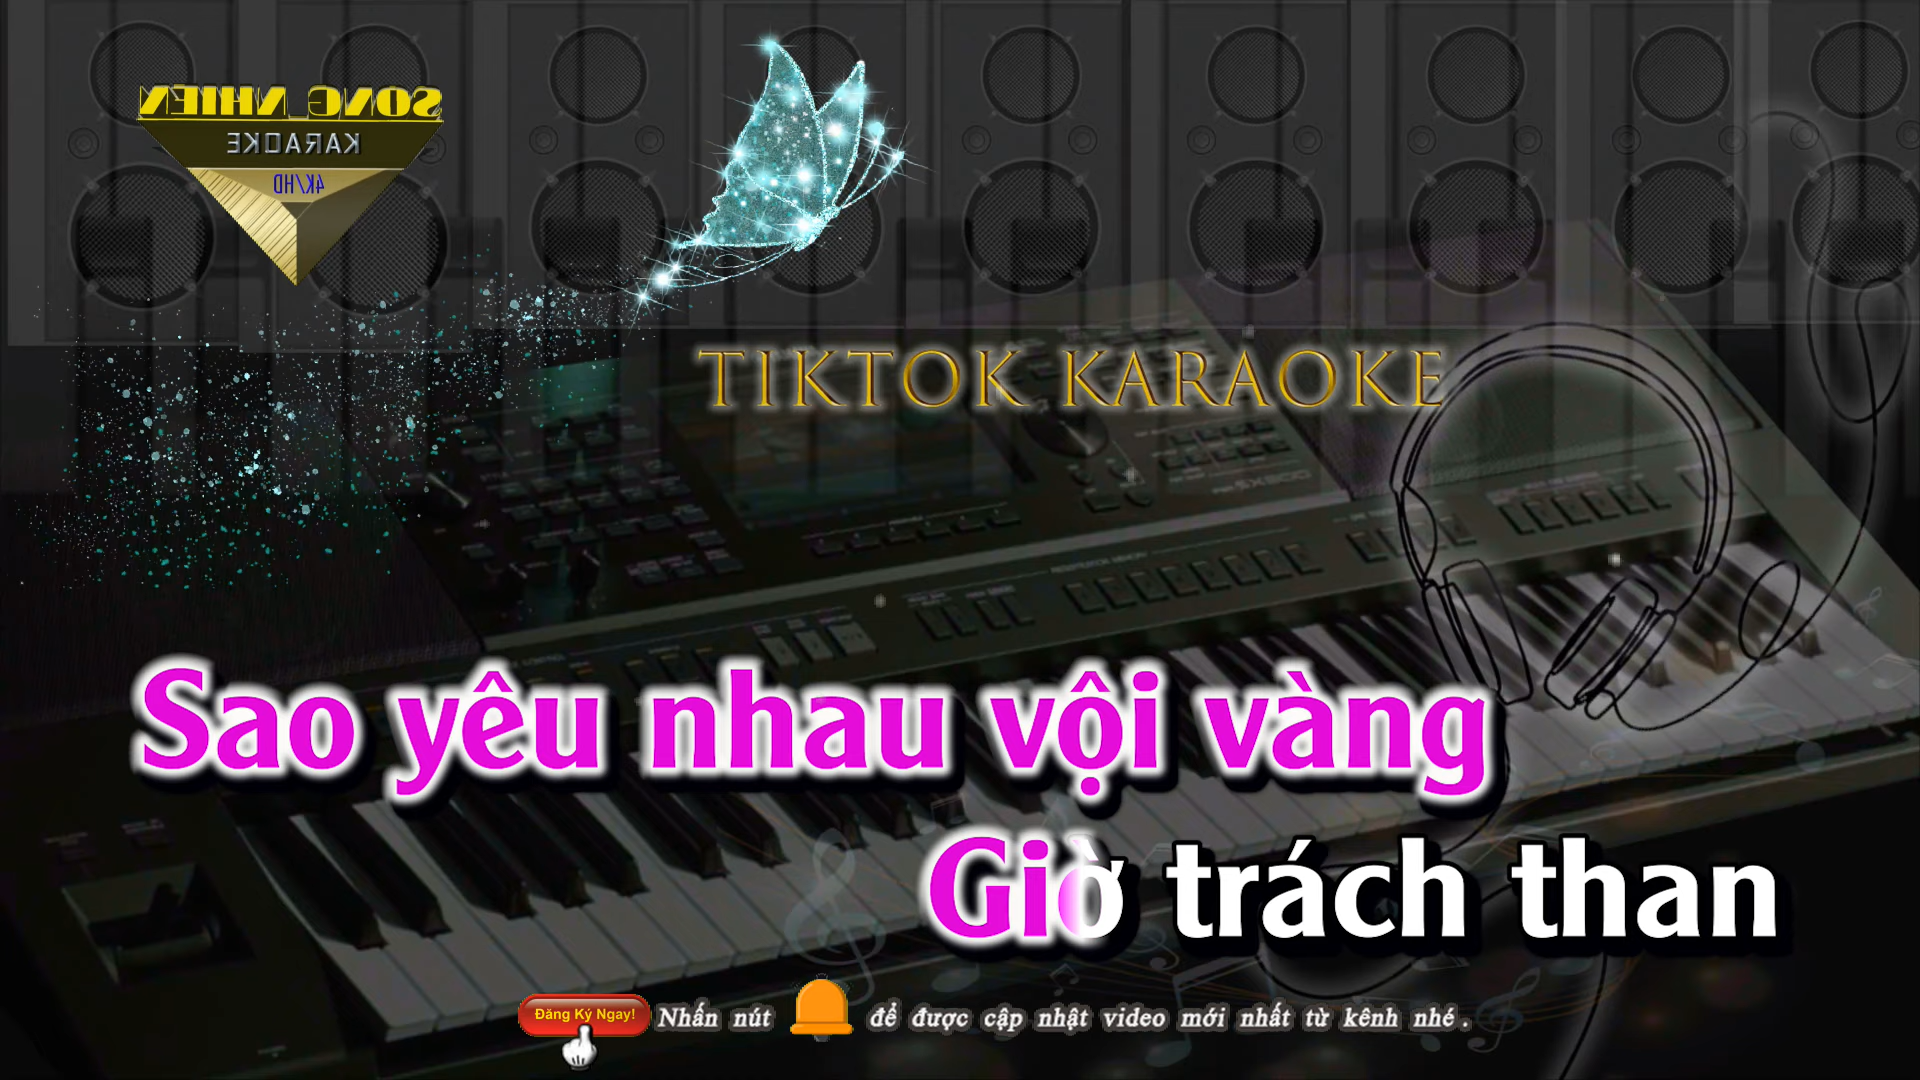 SONG_NHIÊN
KARAOKE
4K/HD
TIKTOK KARAOKE
Sao yêu nhau vội vàng
Giờ trách than
Đăng Ký Ngay! Nhấn nút để được cập nhật video mới nhất từ kênh nhé .